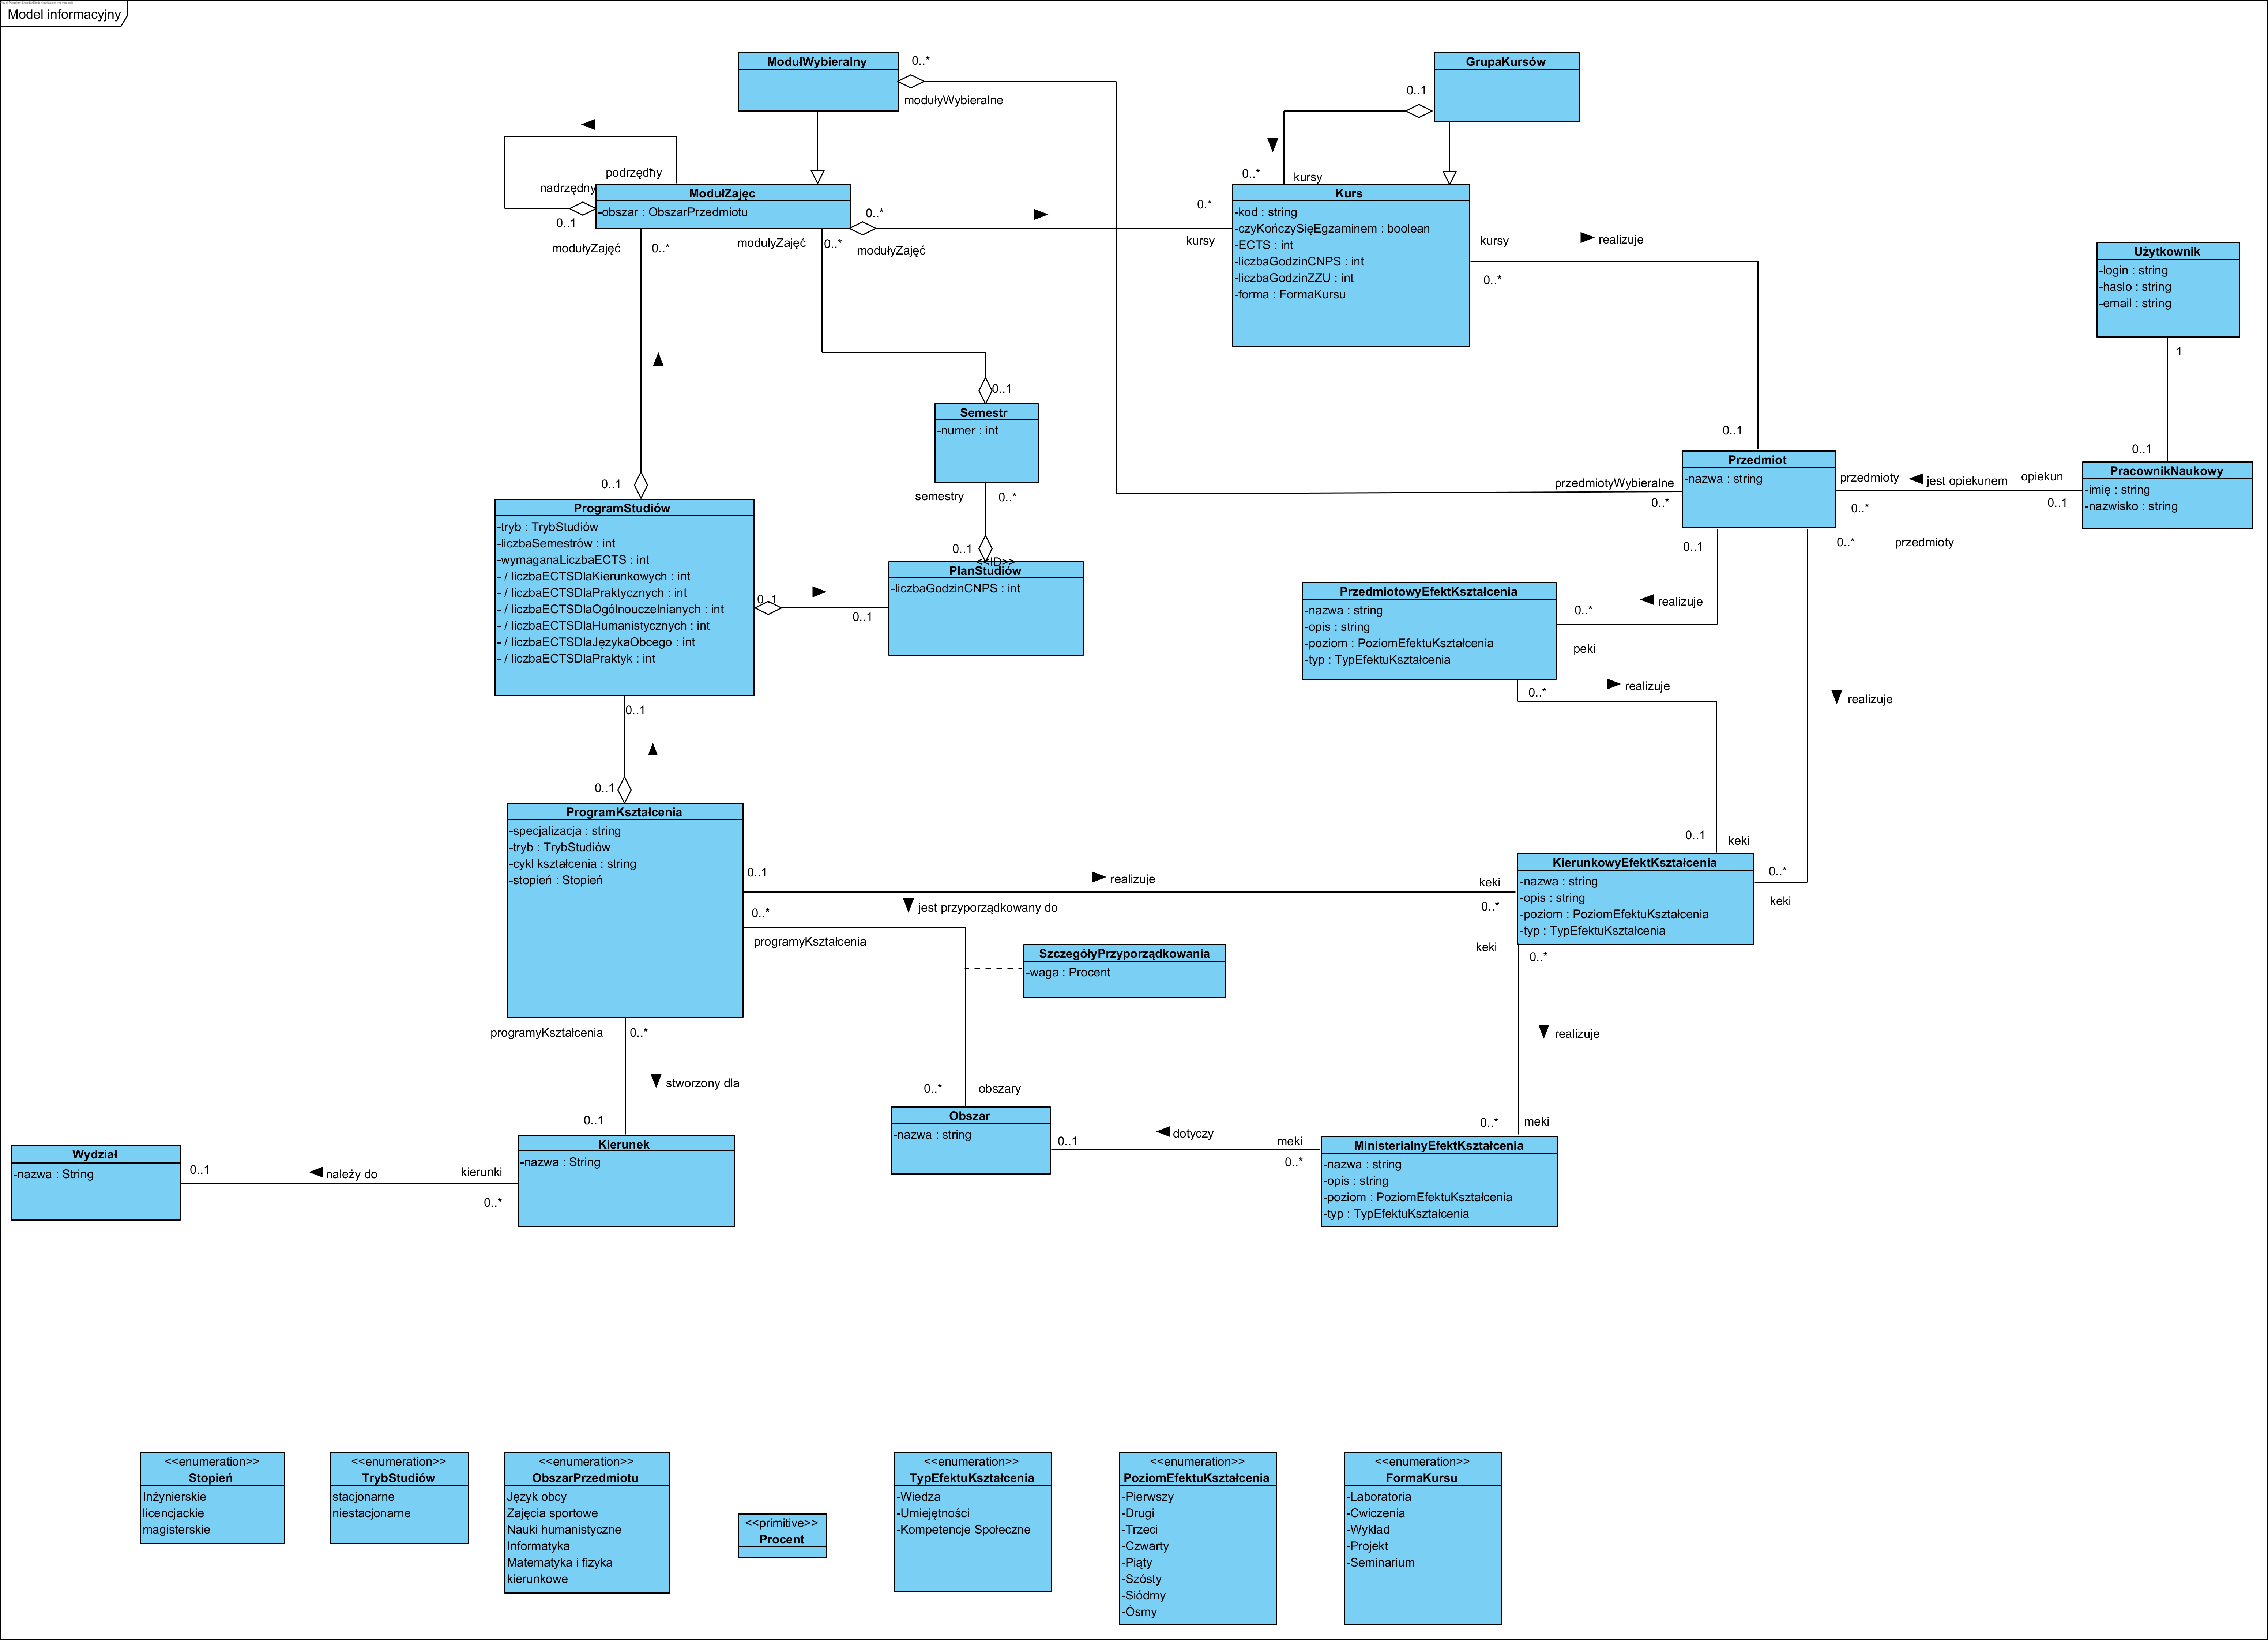 Model informacyjny
ModułWybieralny
0..*
modułyWybieralne
GrupaKursów
0..1
0..*
kursy
podrzędny
*
nadrzędny
0..1
ModułZajęc
-obszar : ObszarPrzedmiotu
modułyZajęć
0..*
modułyZajęć
0..*
0..*
modułyZajęć
0.*
kursy
Kurs
-kod : string
-czyKończySięEgzaminem : boolean
-ECTS : int
-liczbaGodzinCNPS : int
-liczbaGodzinZZU : int
-forma : FormaKursu
kursy
realizuje
0..*
Użytkownik
-login : string
-haslo : string
-email : string
1
0..1
0..1
Semestr
-numer : int
semestry
0..*
0..1
0..1
Przedmiot
-nazwa : string
przedmiotyWybieralne
0..*
przedmioty
jest opiekunem
opiekun
0..*
0..1
PracownikNaukowy
-imię : string
-nazwisko : string
0..1
ProgramStudiów
-tryb : TrybStudiów
-liczbaSemestrów : int
-wymaganaLiczbaECTS : int
- / liczbaECTSDlaKierunkowych : int
- / liczbaECTSDlaPraktycznych : int
- / liczbaECTSDlaOgólnouczelnianych : int
- / liczbaECTSDlaHumanistycznych : int
- / liczbaECTSDlaJęzykaObcego : int
- / liczbaECTSDlaPraktyk : int
0..1
0..1
<<ID>>
PlanStudiów
-liczbaGodzinCNPS : int
0..1
0..*
przedmioty
PrzedmiotowyEfektKształcenia
-nazwa : string
-opis : string
-poziom : PoziomEfektuKształcenia
-typ : TypEfektuKształcenia
0..*
realizuje
peki
0..*
realizuje
realizuje
0..1
0..1
ProgramKształcenia
-specjalizacja : string
-tryb : TrybStudiów
-cykl kształcenia : string
-stopień : Stopień
0..1
realizuje
keki
0..*
0..1
keki
KierunkowyEfektKształcenia
-nazwa : string
-opis : string
-poziom : PoziomEfektuKształcenia
-typ : TypEfektuKształcenia
0..*
keki
0..*
jest przyporządkowany do
programyKształcenia
SzczegółyPrzyporządkowania
-waga : Procent
keki
0..*
realizuje
programyKształcenia
0..*
stworzony dla
0..1
0..*
obszary
Obszar
-nazwa : string
0..1
dotyczy
meki
0..*
0..*
meki
MinisterialnyEfektKształcenia
-nazwa : string
-opis : string
-poziom : PoziomEfektuKształcenia
-typ : TypEfektuKształcenia
Wydział
-nazwa : String
0..1
należy do
kierunki
0..*
Kierunek
-nazwa : String
<<enumeration>>
Stopień
Inżynierskie
licencjackie
magisterskie
<<enumeration>>
TrybStudiów
stacjonarne
niestacjonarne
<<enumeration>>
ObszarPrzedmiotu
Język obcy
Zajęcia sportowe
Nauki humanistyczne
Informatyka
Matematyka i fizyka
kierunkowe
<<primitive>>
Procent
<<enumeration>>
TypEfektuKształcenia
-Wiedza
-Umiejętności
-Kompetencje Społeczne
<<enumeration>>
PoziomEfektuKształcenia
-Pierwszy
-Drugi
-Trzeci
-Czwarty
-Piąty
-Szósty
-Siódmy
-Ósmy
<<enumeration>>
FormaKursu
-Laboratoria
-Cwiczenia
-Wykład
-Projekt
-Seminarium